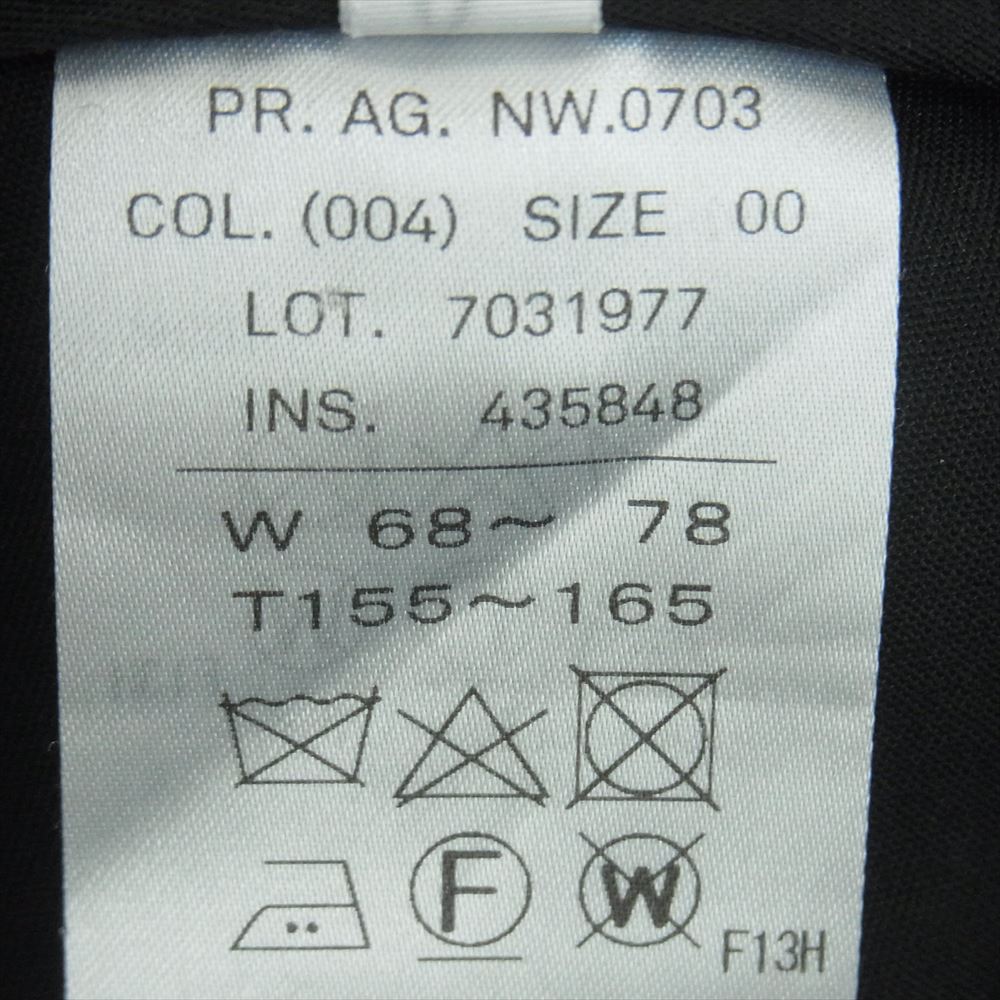 PR. AG. NW.0703
COL. (004) SIZE 00
LOT. 7031977
INS. 435848
W 68～ 78
T155～165
F W F13H